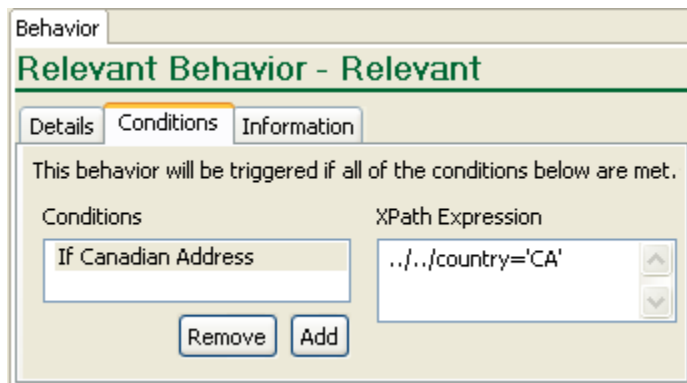 Behavior
Relevant Behavior - Relevant
Details Conditions Information
This behavior will be triggered if all of the conditions below are met.
Conditions XPath Expression
If Canadian Address ../../country='CA'
Remove Add